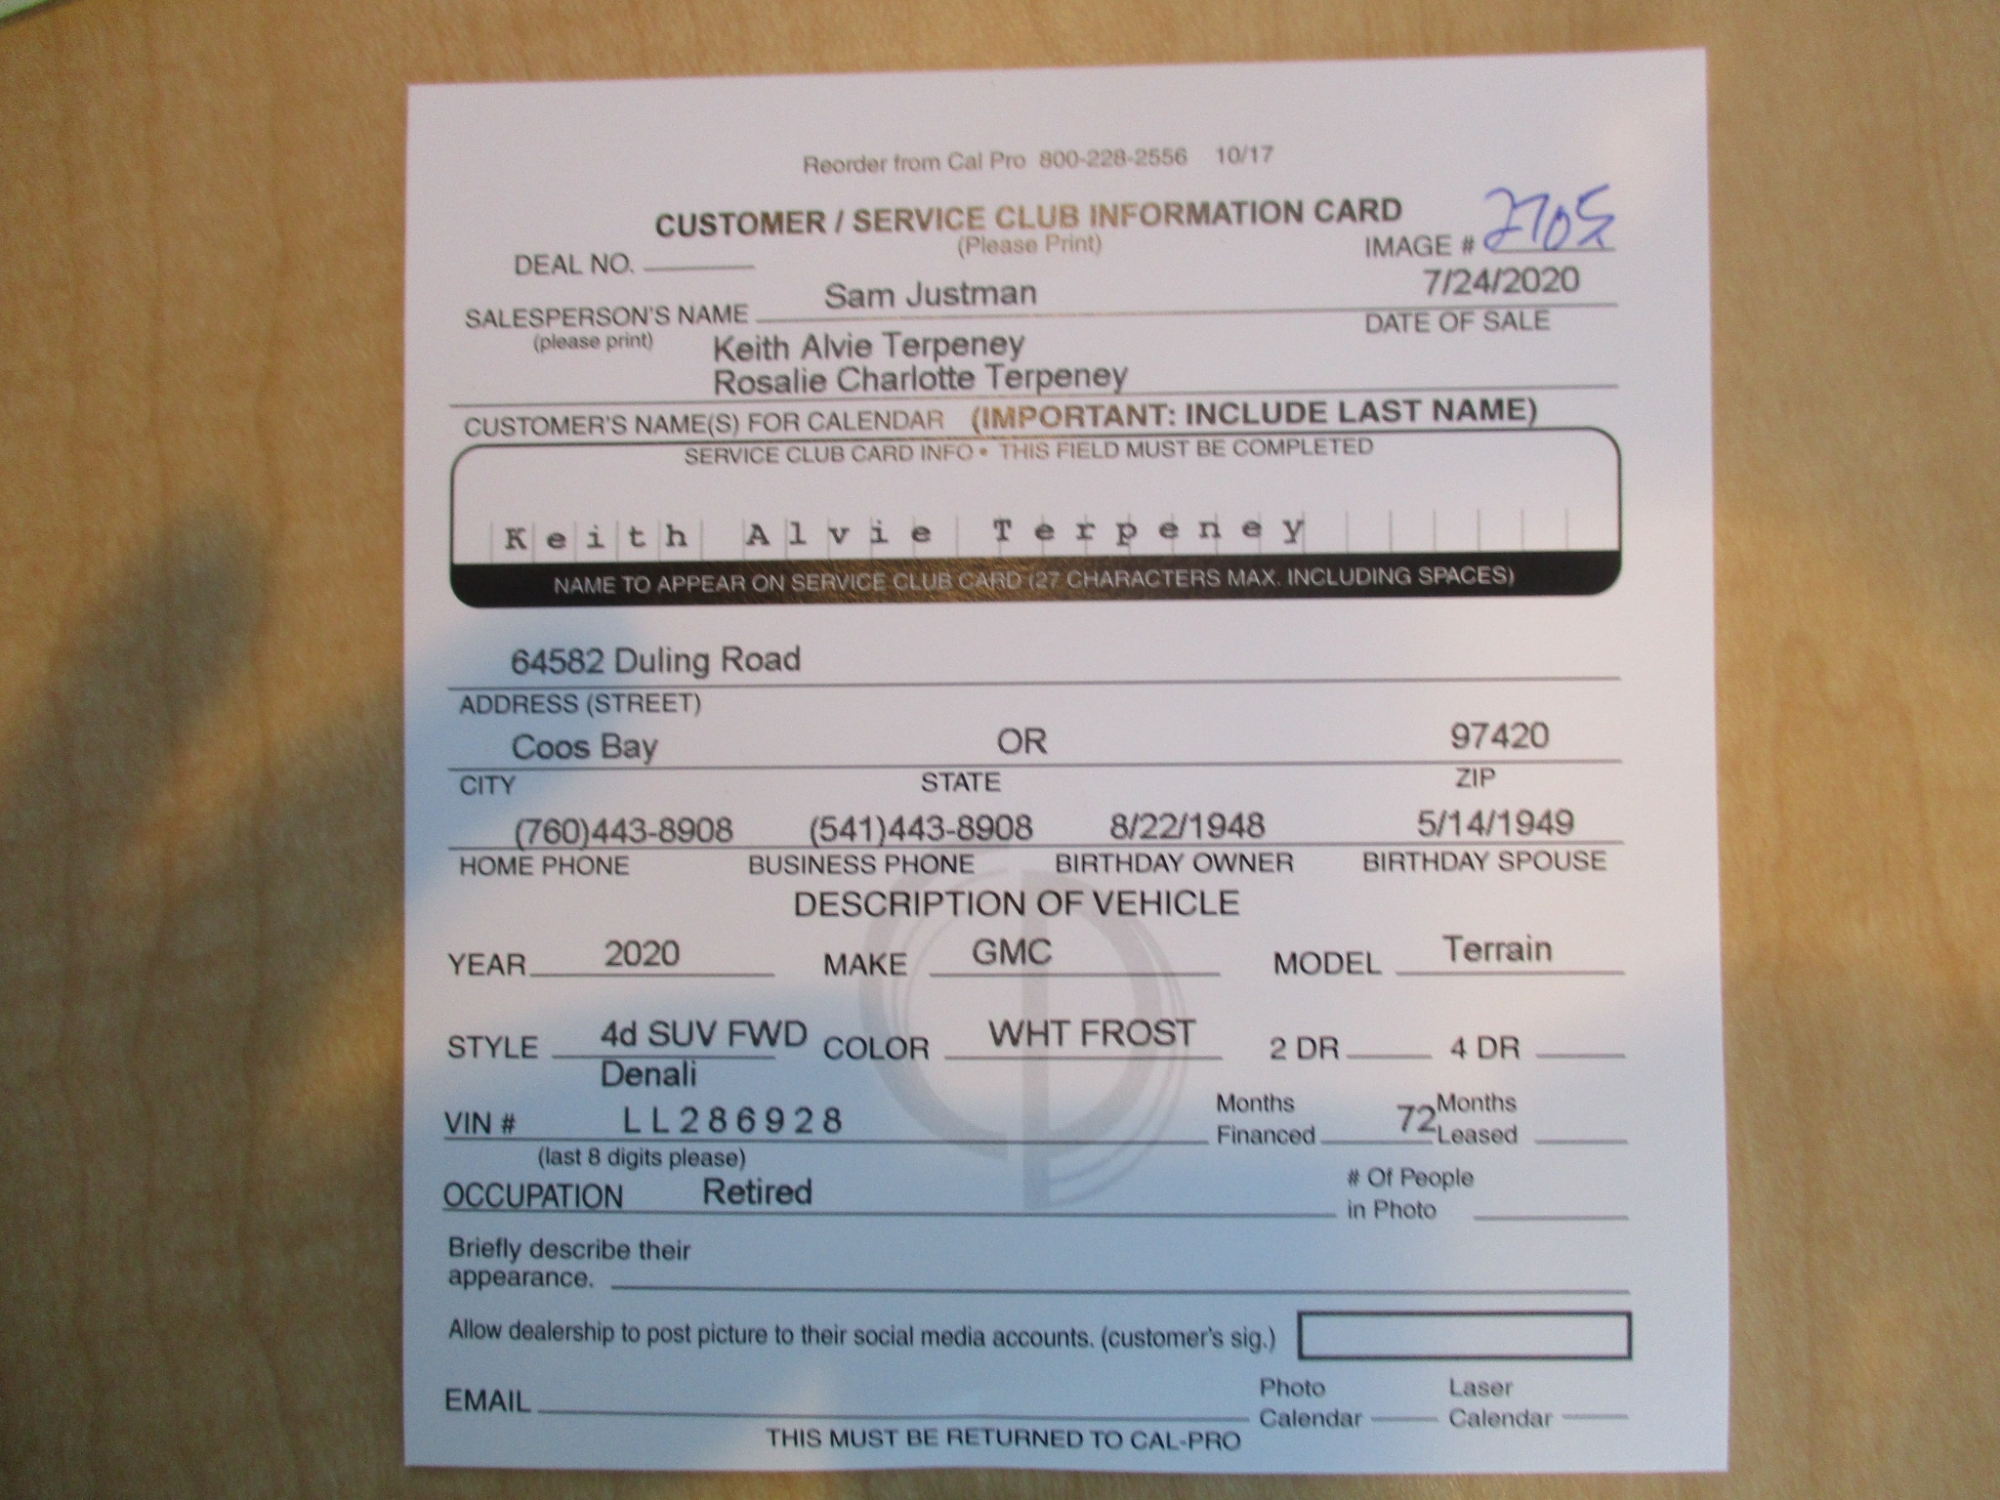 Reorder from Cal Pro 800-228-2556 10/17
CUSTOMER / SERVICE CLUB INFORMATION CARD
(Please Print)
DEAL NO.
IMAGE # 2705
Sam Justman
7/24/2020
SALESPERSON'S NAME
(please print)
DATE OF SALE
Keith Alvie Terpeney
Rosalie Charlotte Terpeney
CUSTOMER'S NAME(S) FOR CALENDAR (IMPORTANT: INCLUDE LAST NAME)
SERVICE CLUB CARD INFO • THIS FIELD MUST BE COMPLETED
Keith Alvie Terpeney
NAME TO APPEAR ON SERVICE CLUB CARD (27 CHARACTERS MAX. INCLUDING SPACES)
64582 Duling Road
ADDRESS (STREET)
Coos Bay OR 97420
CITY STATE ZIP
(760)443-8908 (541)443-8908 8/22/1948 5/14/1949
HOME PHONE BUSINESS PHONE BIRTHDAY OWNER BIRTHDAY SPOUSE
DESCRIPTION OF VEHICLE
YEAR 2020 MAKE GMC MODEL Terrain
STYLE 4d SUV FWD COLOR WHT FROST 2 DR 4 DR
Denali
VIN # LL286928 Months Financed 72 Months Leased
(last 8 digits please)
OCCUPATION Retired # Of People in Photo
Briefly describe their
appearance.
Allow dealership to post picture to their social media accounts. (customer's sig.)
EMAIL Photo Calendar Laser Calendar
THIS MUST BE RETURNED TO CAL-PRO